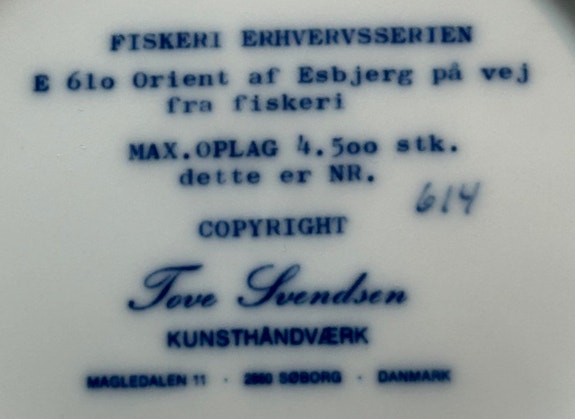 FISKERI ERHVERVSSERIEN
E 61o Orient af Esbjerg på vej
fra fiskeri
MAX.OPLAG 4.5oo stk.
dette er NR.
614
COPYRIGHT
Tove Svendsen
KUNSTHÅNDVÆRK
MAGLEDALEN 11 · 2860 SØBORG · DANMARK